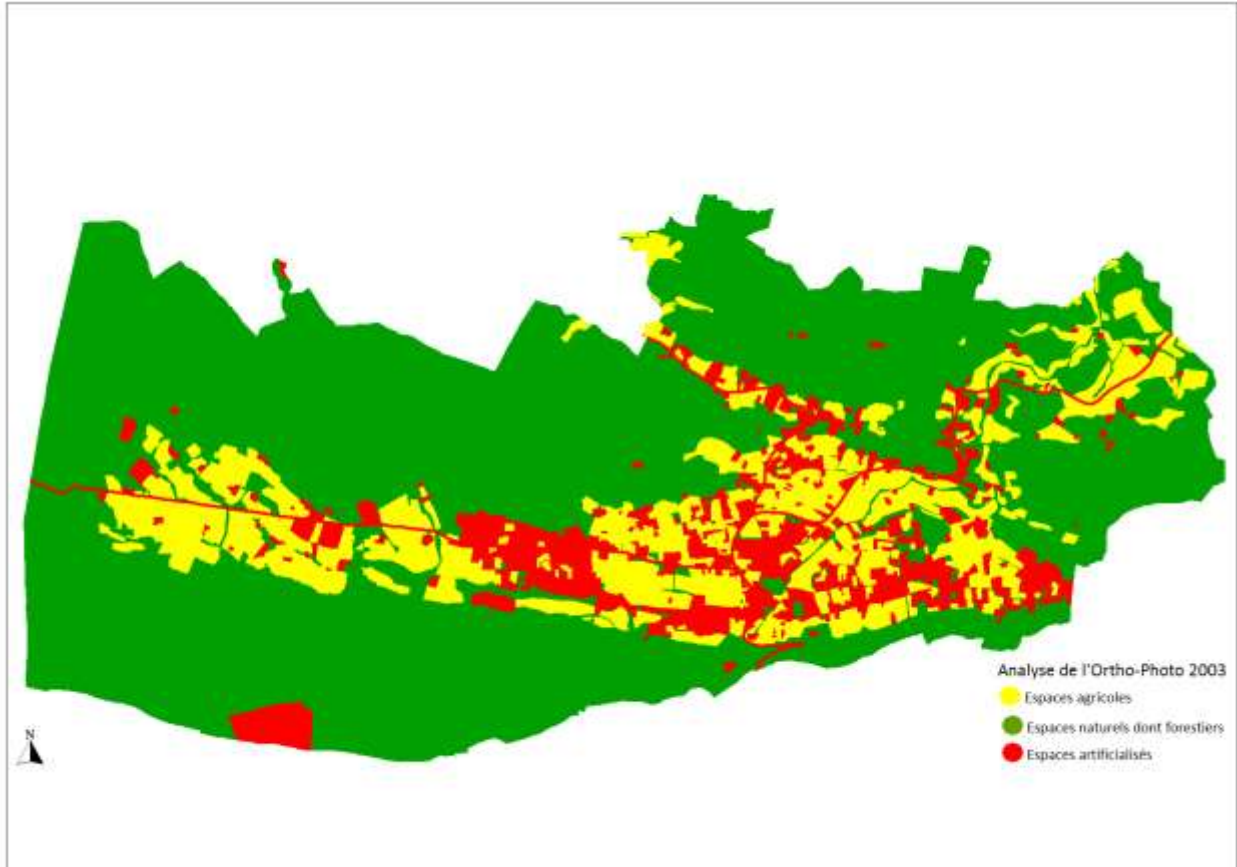 Analyse de l'Ortho-Photo 2003
Espaces agricoles
Espaces naturels dont forestiers
Espaces artificialisés
N